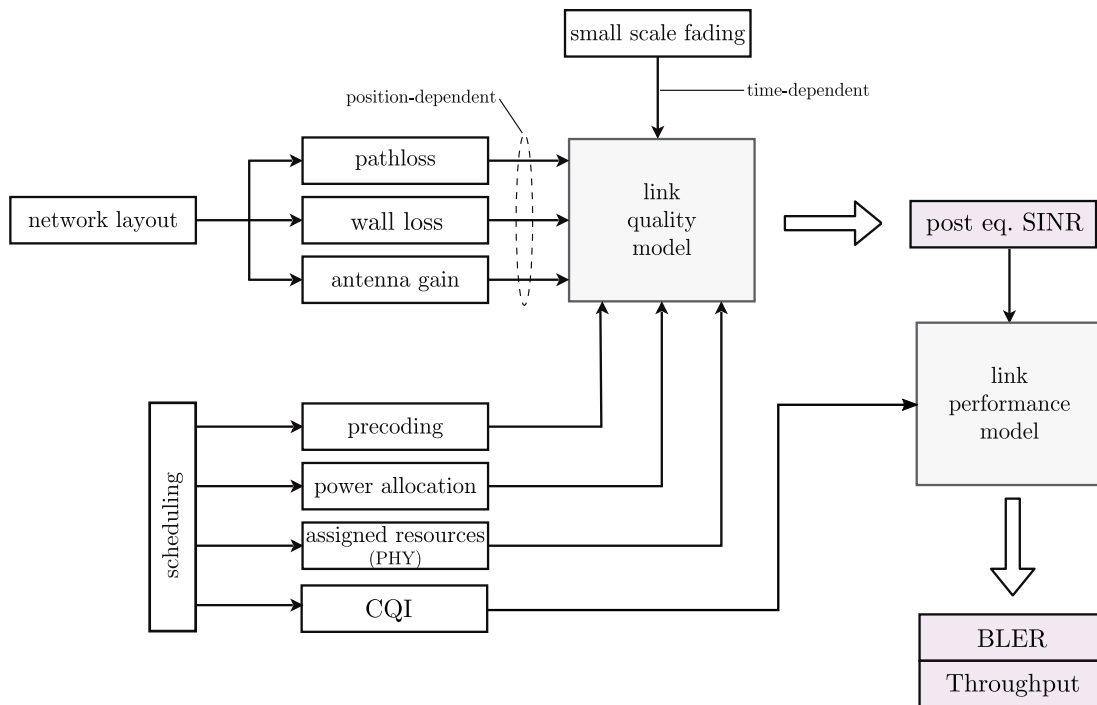 small scale fading
position-dependent
time-dependent
pathloss
network layout
wall loss
antenna gain
link
quality
model
post eq. SINR
link
performance
model
scheduling
precoding
power allocation
assigned resources
(PHY)
CQI
BLER
Throughput